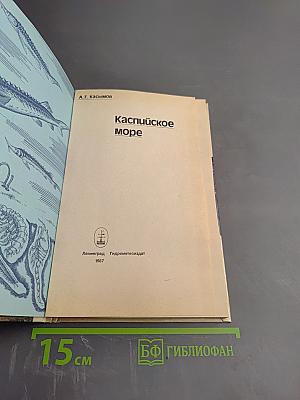 А. Г. КАСЫМОВ
Каспийское
море
Ленинград Гидрометеоиздат
1987
15 см
БФ ГИБЛИОФАН